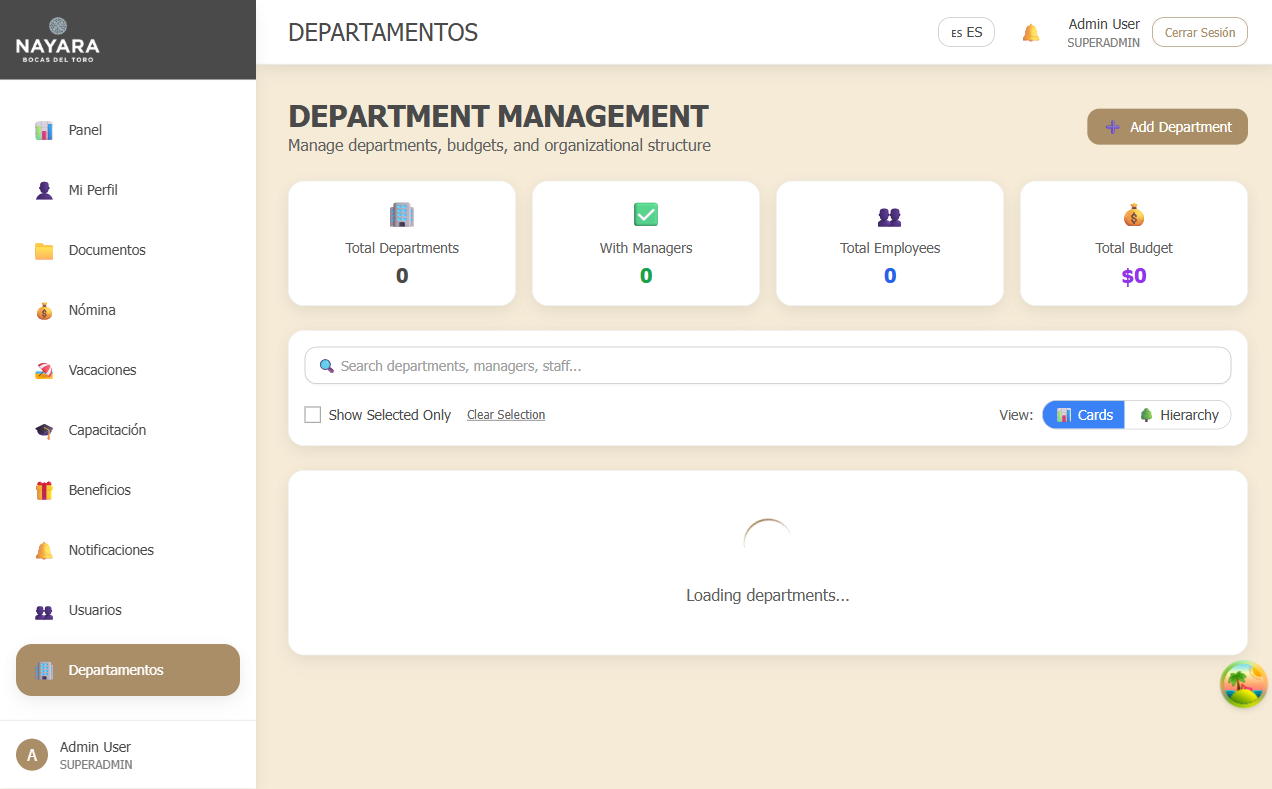 NAYARA
BOCAS DEL TORO
DEPARTAMENTOS
ES ES
Admin User
SUPERADMIN
Cerrar Sesión
Panel
Mi Perfil
Documentos
Nómina
Vacaciones
Capacitación
Beneficios
Notificaciones
Usuarios
Departamentos
A
Admin User
SUPERADMIN
DEPARTMENT MANAGEMENT
Manage departments, budgets, and organizational structure
Add Department
Total Departments
0
With Managers
0
Total Employees
0
Total Budget
$0
Search departments, managers, staff...
Show Selected Only Clear Selection
View: Cards Hierarchy
Loading departments...